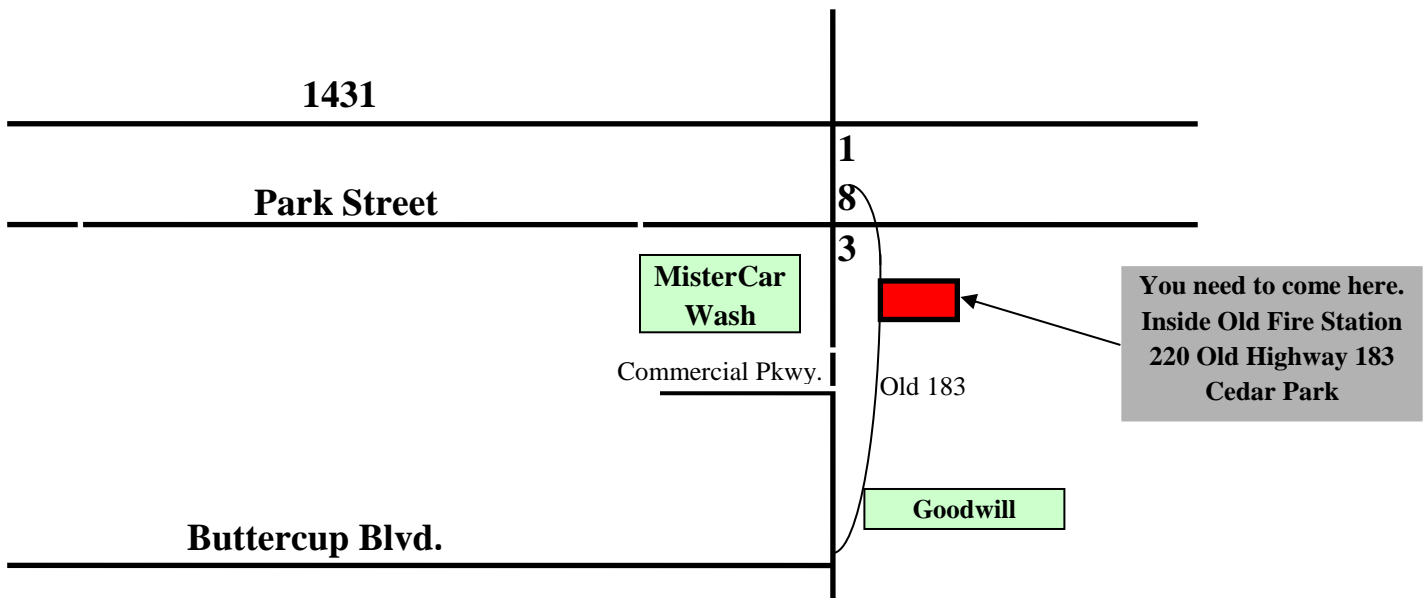 1431
1
8
3
Park Street
MisterCar
Wash
You need to come here.
Inside Old Fire Station
220 Old Highway 183
Cedar Park
Commercial Pkwy.
Old 183
Goodwill
Buttercup Blvd.